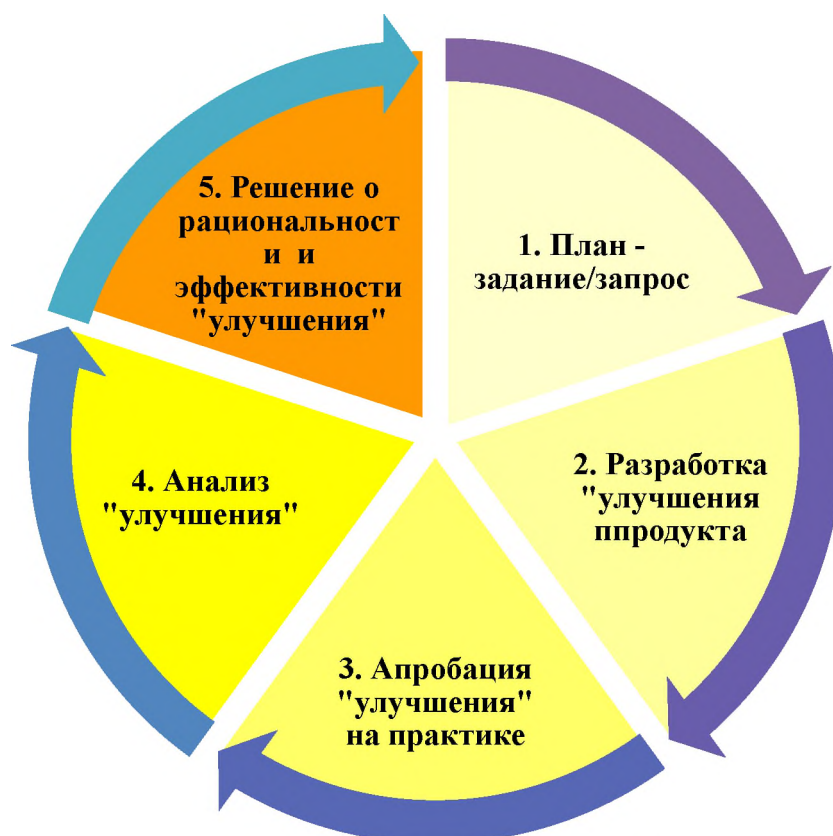 1. План -
задание/запрос
2. Разработка
"улучшения
ппродукта
3. Апробация
"улучшения"
на практике
4. Анализ
"улучшения"
5. Решение о
рациональност
и и
эффективности
"улучшения"